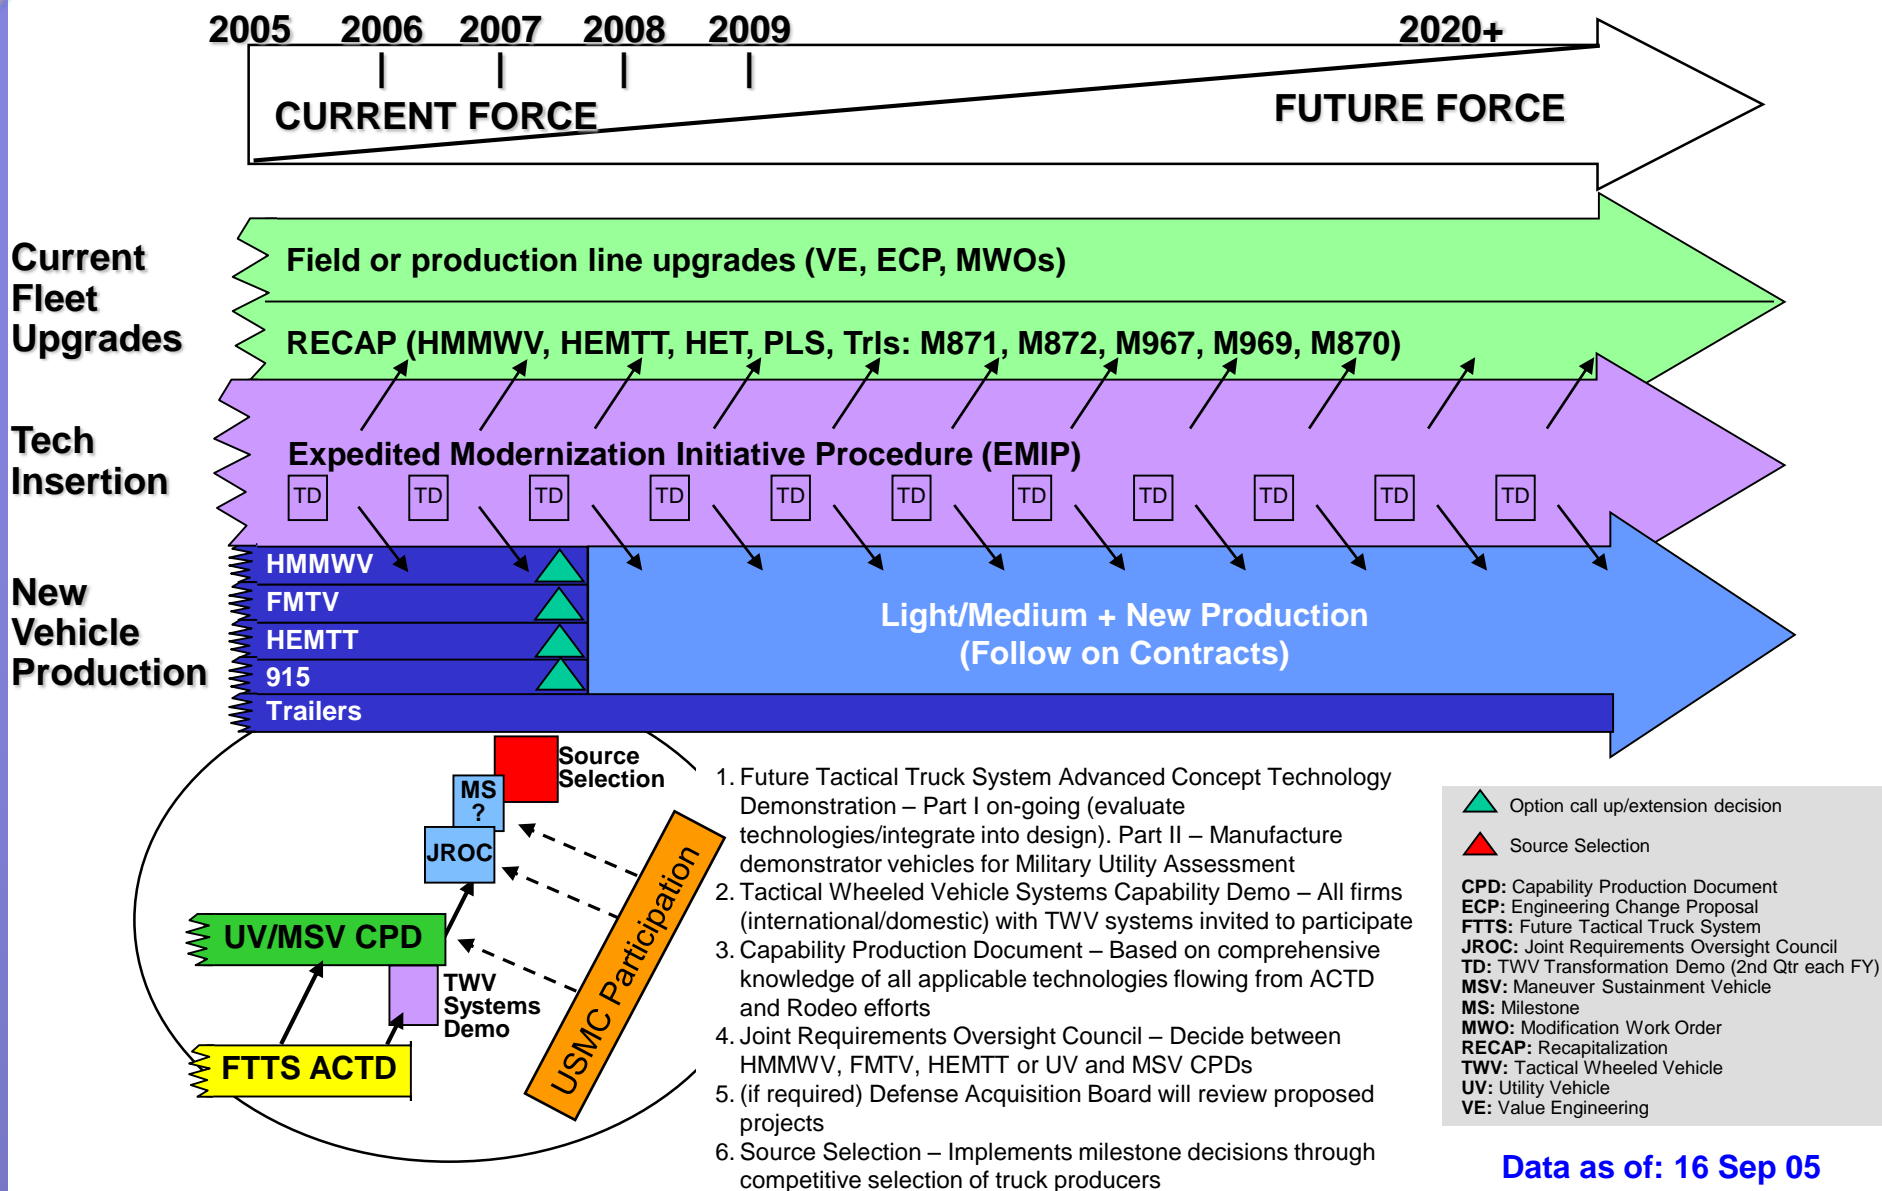 2005 2006 2007 2008 2009 2020+
CURRENT FORCE
FUTURE FORCE
Current
Fleet
Upgrades
Field or production line upgrades (VE, ECP, MWOs)
RECAP (HMMWV, HEMTT, HET, PLS, Trls: M871, M872, M967, M969, M870)
Tech
Insertion
Expedited Modernization Initiative Procedure (EMIP)
TD TD TD TD TD TD TD TD TD TD TD
New
Vehicle
Production
HMMWV
FMTV
HEMTT
915
Trailers
Light/Medium + New Production
(Follow on Contracts)
Source
Selection
MS
?
JROC
UV/MSV CPD
TWV
Systems
Demo
FTTS ACTD
USMC Participation
1. Future Tactical Truck System Advanced Concept Technology
Demonstration – Part I on-going (evaluate
technologies/integrate into design). Part II – Manufacture
demonstrator vehicles for Military Utility Assessment
2. Tactical Wheeled Vehicle Systems Capability Demo – All firms
(international/domestic) with TWV systems invited to participate
3. Capability Production Document – Based on comprehensive
knowledge of all applicable technologies flowing from ACTD
and Rodeo efforts
4. Joint Requirements Oversight Council – Decide between
HMMWV, FMTV, HEMTT or UV and MSV CPDs
5. (if required) Defense Acquisition Board will review proposed
projects
6. Source Selection – Implements milestone decisions through
competitive selection of truck producers
Option call up/extension decision
Source Selection
CPD: Capability Production Document
ECP: Engineering Change Proposal
FTTS: Future Tactical Truck System
JROC: Joint Requirements Oversight Council
TD: TWV Transformation Demo (2nd Qtr each FY)
MSV: Maneuver Sustainment Vehicle
MS: Milestone
MWO: Modification Work Order
RECAP: Recapitalization
TWV: Tactical Wheeled Vehicle
UV: Utility Vehicle
VE: Value Engineering
Data as of: 16 Sep 05